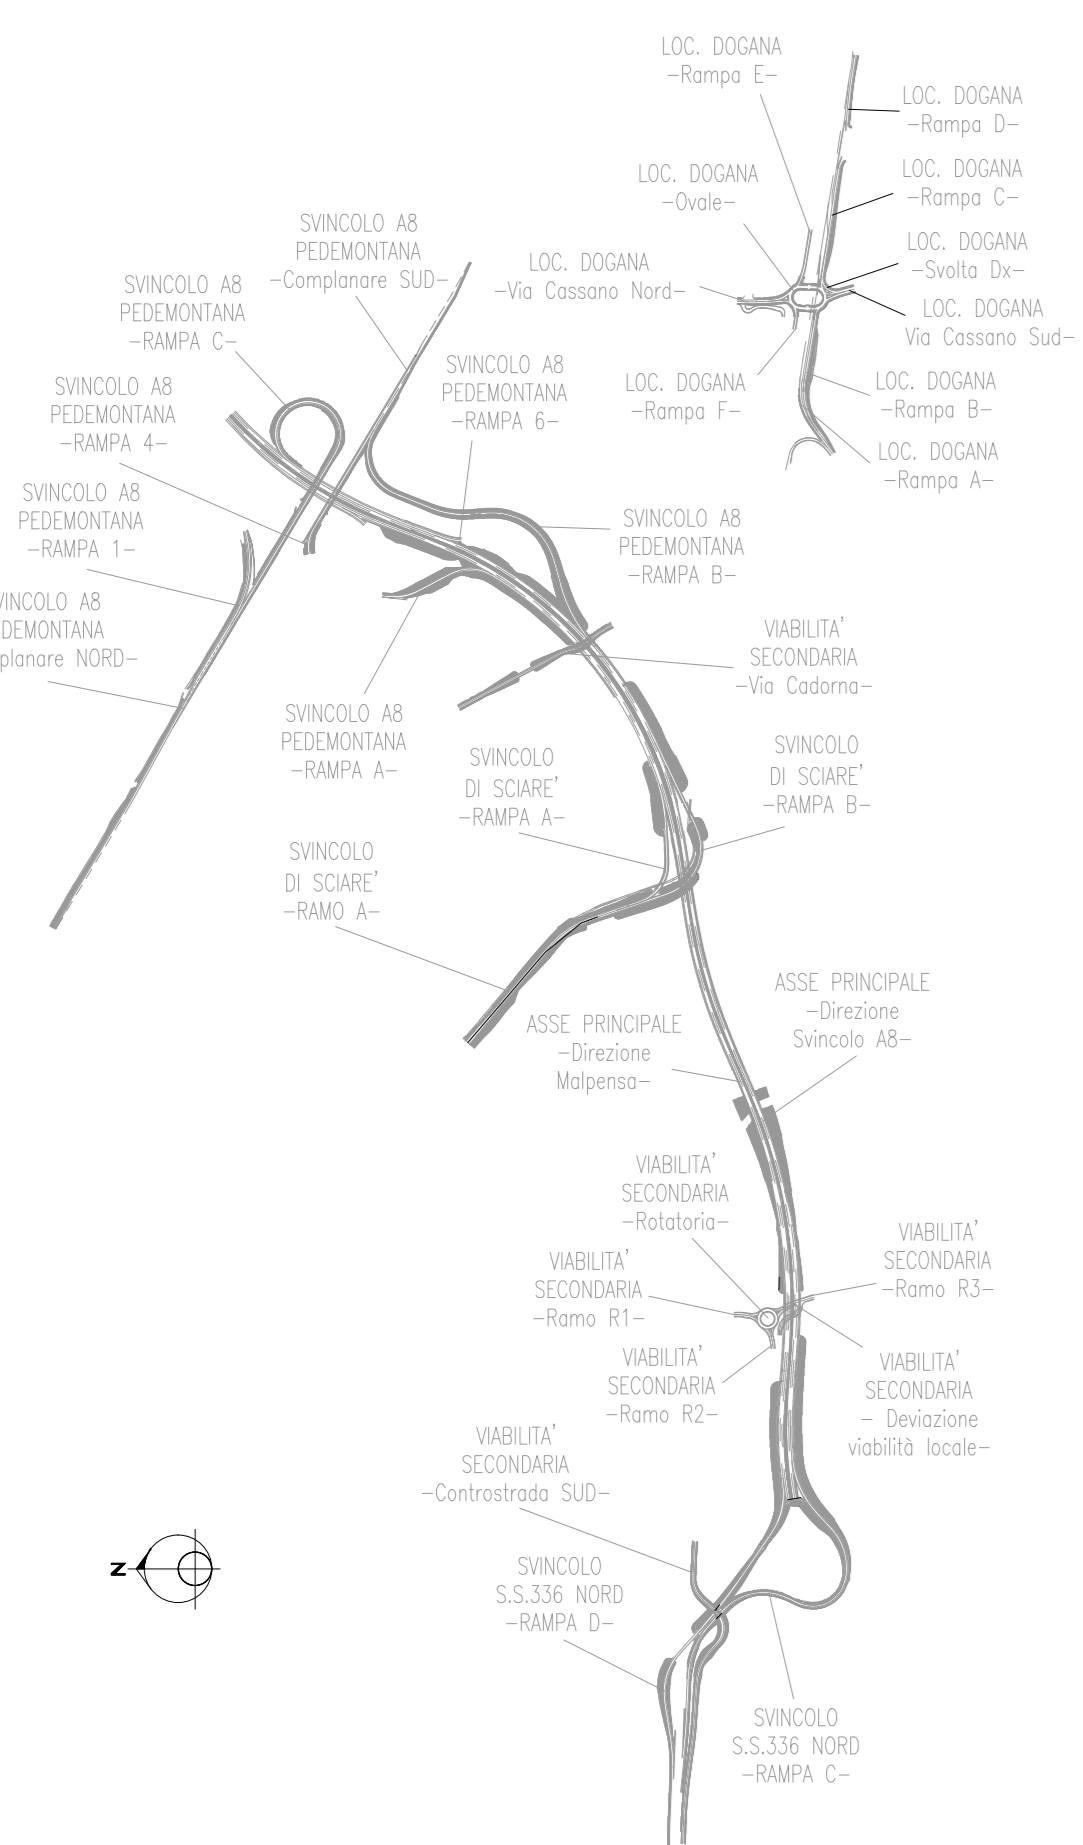 LOC. DOGANA
-Rampa E-
LOC. DOGANA
-Rampa D-
LOC. DOGANA
-Rampa C-
LOC. DOGANA
-Ovale-
LOC. DOGANA
-Svolta Dx-
LOC. DOGANA
-Via Cassano Nord-
LOC. DOGANA
Via Cassano Sud-
LOC. DOGANA
-Rampa F-
LOC. DOGANA
-Rampa B-
LOC. DOGANA
-Rampa A-
SVINCOLO A8
PEDEMONTANA
-Complanare SUD-
SVINCOLO A8
PEDEMONTANA
-RAMPA C-
SVINCOLO A8
PEDEMONTANA
-RAMPA 6-
SVINCOLO A8
PEDEMONTANA
-RAMPA 4-
SVINCOLO A8
PEDEMONTANA
-RAMPA 1-
SVINCOLO A8
PEDEMONTANA
-RAMPA B-
VINCOLO A8
DEMONTANA
planare NORD-
VIABILITA'
SECONDARIA
-Via Cadorna-
SVINCOLO A8
PEDEMONTANA
-RAMPA A-
SVINCOLO
DI SCIARE'
-RAMPA A-
SVINCOLO
DI SCIARE'
-RAMPA B-
SVINCOLO
DI SCIARE'
-RAMO A-
ASSE PRINCIPALE
-Direzione
Svincolo A8-
ASSE PRINCIPALE
-Direzione
Malpensa-
VIABILITA'
SECONDARIA
-Rotatoria-
VIABILITA'
SECONDARIA
-Ramo R3-
VIABILITA'
SECONDARIA
-Ramo R1-
VIABILITA'
SECONDARIA
-Ramo R2-
VIABILITA'
SECONDARIA
- Deviazione
viabilità locale-
VIABILITA'
SECONDARIA
-Controstrada SUD-
N
SVINCOLO
S.S.336 NORD
-RAMPA D-
SVINCOLO
S.S.336 NORD
-RAMPA C-